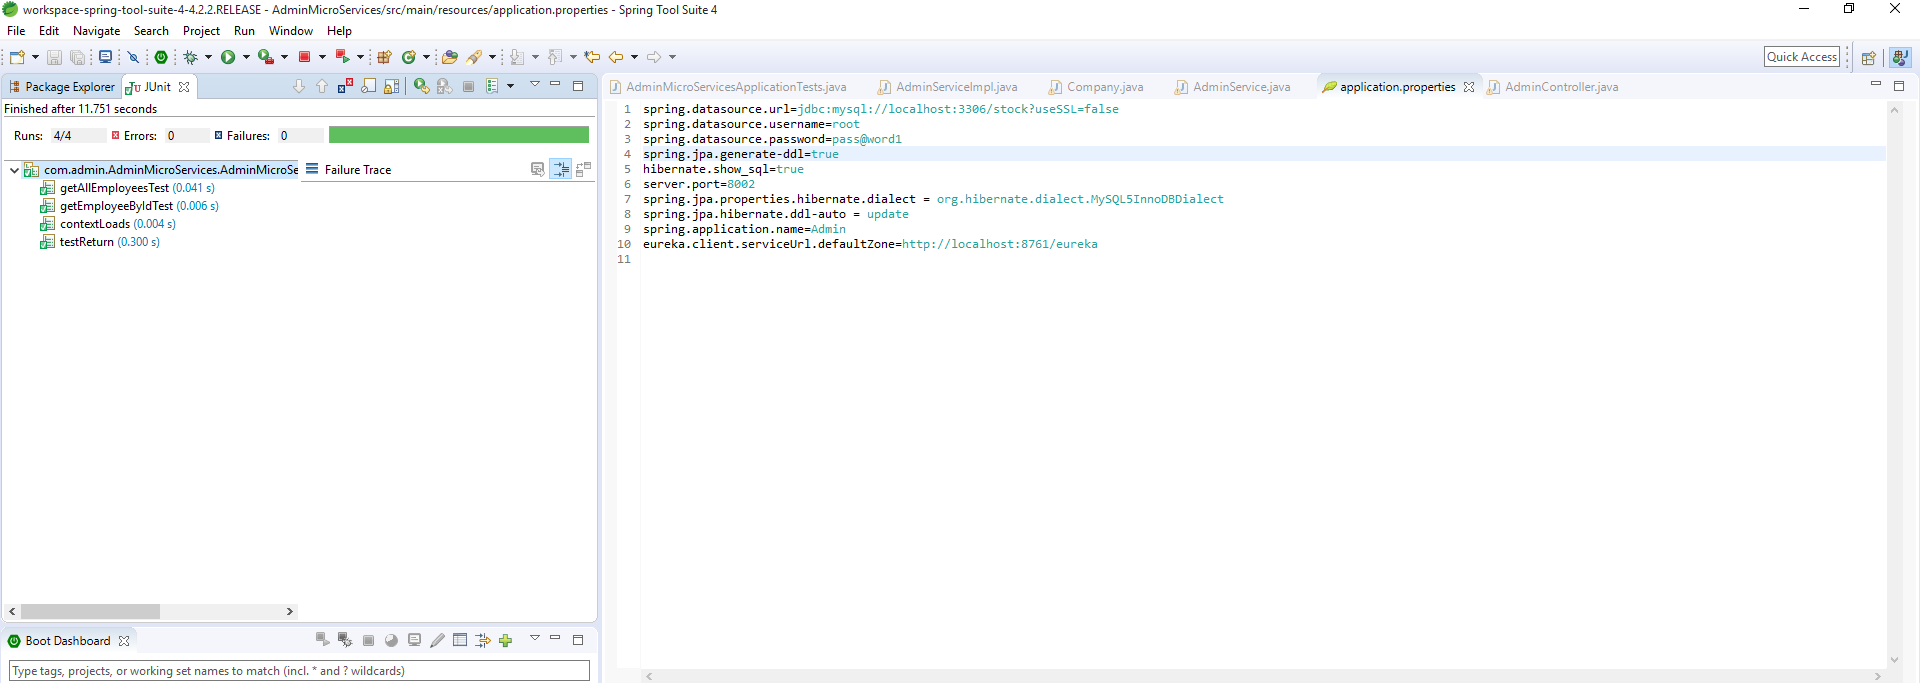 workspace-spring-tool-suite-4-4.2.2.RELEASE - AdminMicroServices/src/main/resources/application.properties - Spring Tool Suite 4
File Edit Navigate Search Project Run Window Help
Quick Access
Package Explorer JUnit
Finished after 11.751 seconds
Runs: 4/4 Errors: 0 Failures: 0
com.admin.AdminMicroServices.AdminMicroSe
Failure Trace
getAllEmployeesTest (0.041 s)
getEmployeeByIdTest (0.006 s)
contextLoads (0.004 s)
testReturn (0.300 s)
Boot Dashboard
Type tags, projects, or working set names to match (incl. * and ? wildcards)
AdminMicroServicesApplicationTests.java AdminServiceImpl.java Company.java AdminService.java application.properties AdminController.java
1 spring.datasource.url=jdbc:mysql://localhost:3306/stock?useSSL=false
2 spring.datasource.username=root
3 spring.datasource.password=pass@word1
4 spring.jpa.generate-ddl=true
5 hibernate.show_sql=true
6 server.port=8002
7 spring.jpa.properties.hibernate.dialect = org.hibernate.dialect.MySQL5InnoDBDialect
8 spring.jpa.hibernate.ddl-auto = update
9 spring.application.name=Admin
10 eureka.client.serviceUrl.defaultZone=http://localhost:8761/eureka
11